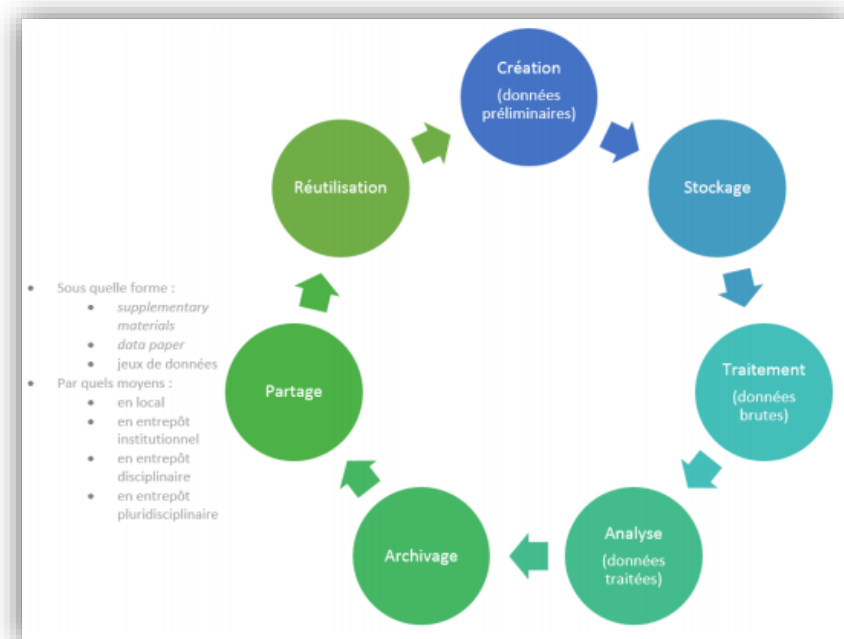 Création
(données
préliminaires)
Stockage
Traitement
(données
brutes)
Analyse
(données
traitées)
Archivage
Partage
Réutilisation
• Sous quelle forme :
• supplementary
materials
• data paper
• jeux de données
• Par quels moyens :
• en local
• en entrepôt
institutionnel
• en entrepôt
disciplinaire
• en entrepôt
pluridisciplinaire